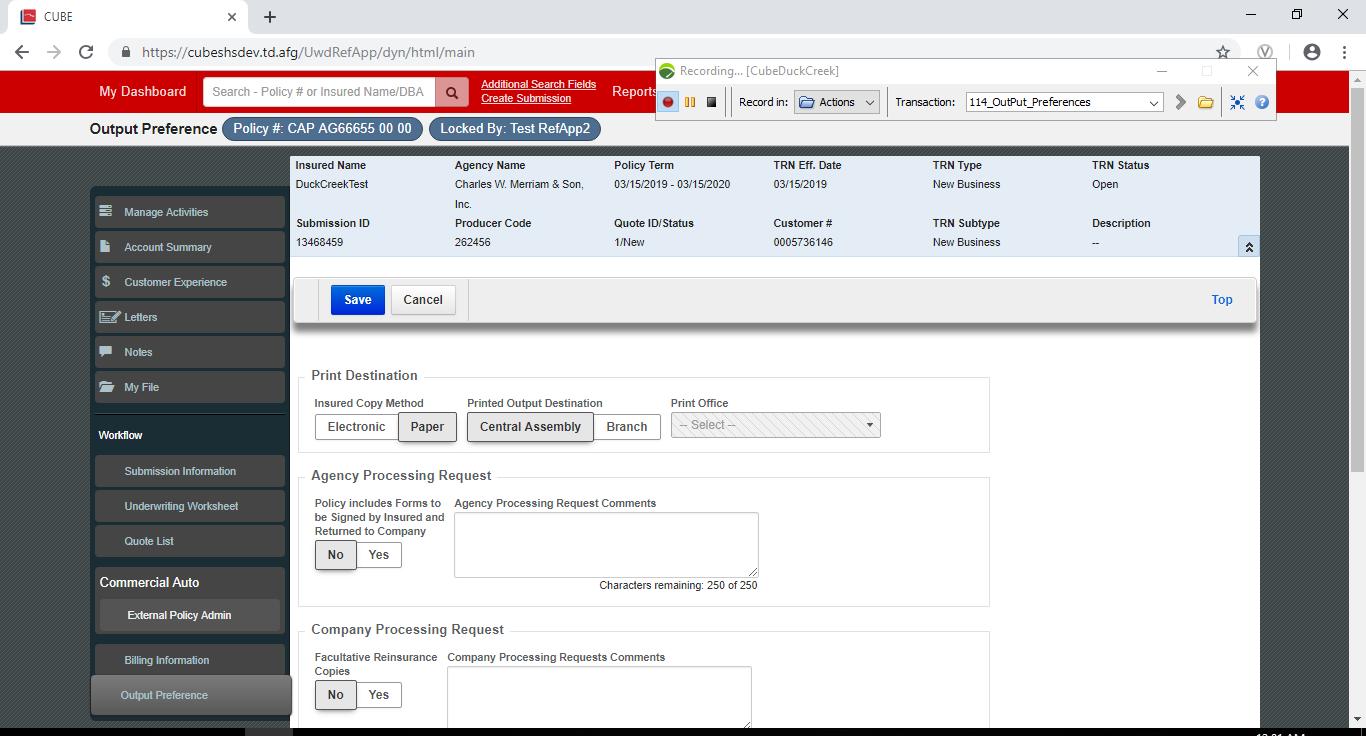 CUBE
https://cubeshsdev.td.afg/UwdRefApp/dyn/html/main
Recording... [CubeDuckCreek]
Record in: Actions Transaction: 114_OutPut_Preferences
My Dashboard Search - Policy # or Insured Name/DBA Additional Search Fields Reports
Create Submission
Output Preference Policy #: CAP AG66655 00 00 Locked By: Test RefApp2
Insured Name Agency Name Policy Term TRN Eff. Date TRN Type TRN Status
DuckCreekTest Charles W. Merriam & Son, 03/15/2019 - 03/15/2020 03/15/2019 New Business Open
Inc.
Submission ID Producer Code Quote ID/Status Customer # TRN Subtype Description
13468459 262456 1/New 0005736146 New Business --
Manage Activities
Account Summary
Customer Experience
Letters
Notes
My File
Workflow
Submission Information
Underwriting Worksheet
Quote List
Commercial Auto
External Policy Admin
Billing Information
Output Preference
Save Cancel Top
Print Destination
Insured Copy Method Printed Output Destination Print Office
Electronic Paper Central Assembly Branch -- Select --
Agency Processing Request
Policy includes Forms to Agency Processing Request Comments
be Signed by Insured and
Returned to Company
No Yes
Characters remaining: 250 of 250
Company Processing Request
Facultative Reinsurance Company Processing Requests Comments
Copies
No Yes